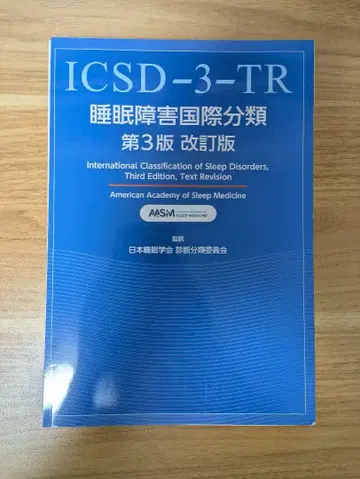 ICSD-3-TR
睡眠障害国際分類
第3版 改訂版
International Classification of Sleep Disorders,
Third Edition, Text Revision
American Academy of Sleep Medicine
AASM
監訳
日本睡眠学会 診断分類委員会